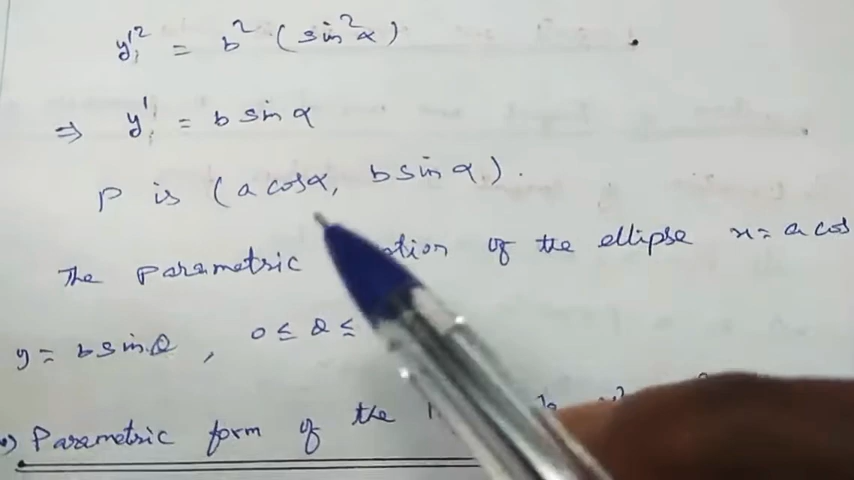 y₁'² = b² (sin²α)
⇒ y₁' = b sin α
P is (a cosα, b sin α).
The parametric of the ellipse x = a cos
y = b sin θ , 0 ≤ θ ≤
Parametric form of the